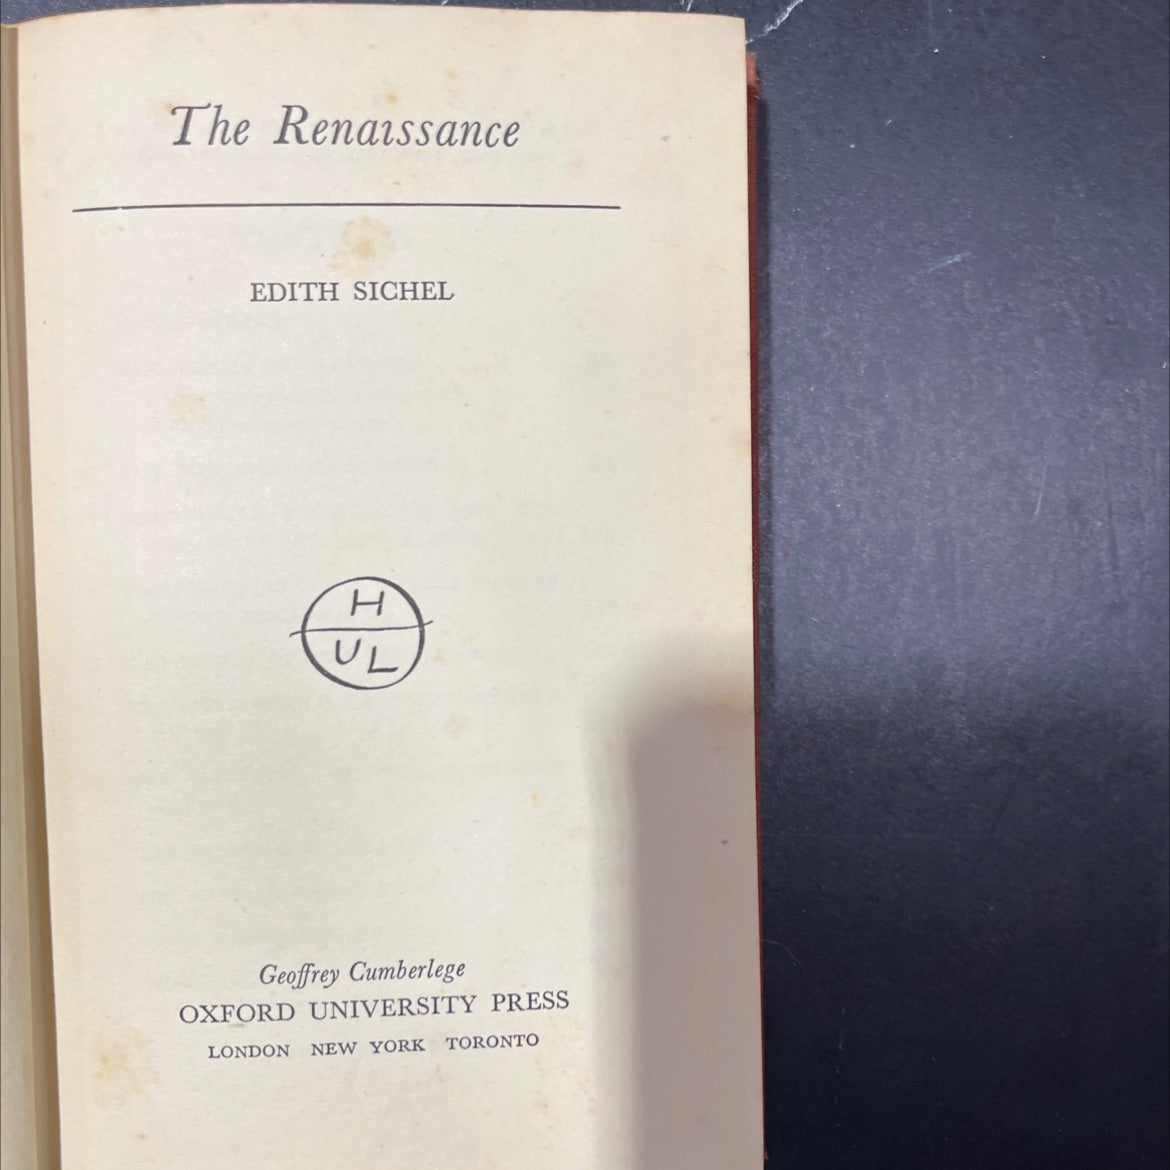 The Renaissance
EDITH SICHEL
H
UL
Geoffrey Cumberlege
OXFORD UNIVERSITY PRESS
LONDON NEW YORK TORONTO